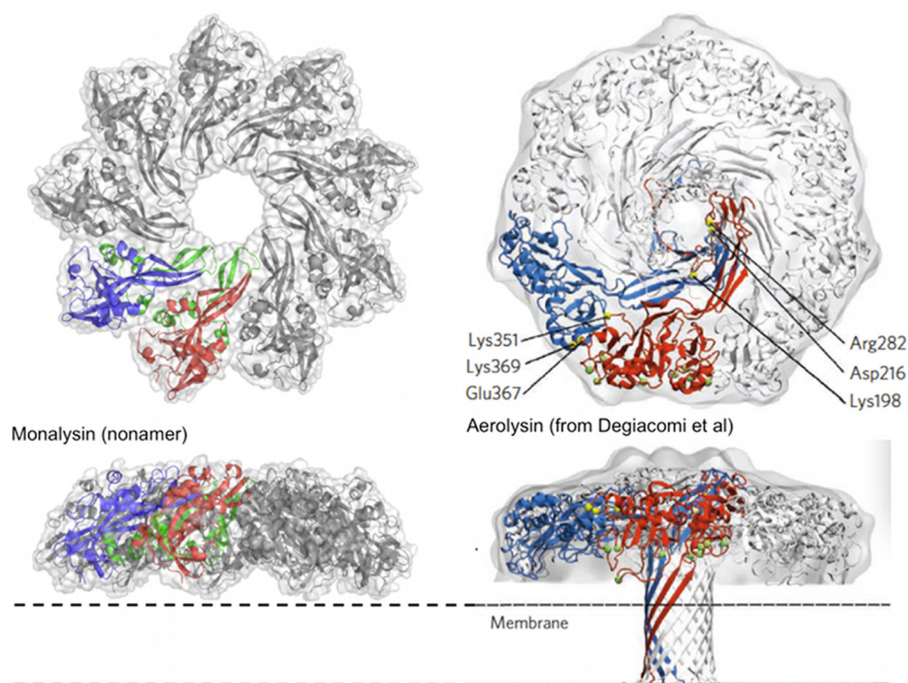 Lys351
Lys369
Glu367
Arg282
Asp216
Lys198
Monalysin (nonamer)
Aerolysin (from Degiacomi et al)
Membrane